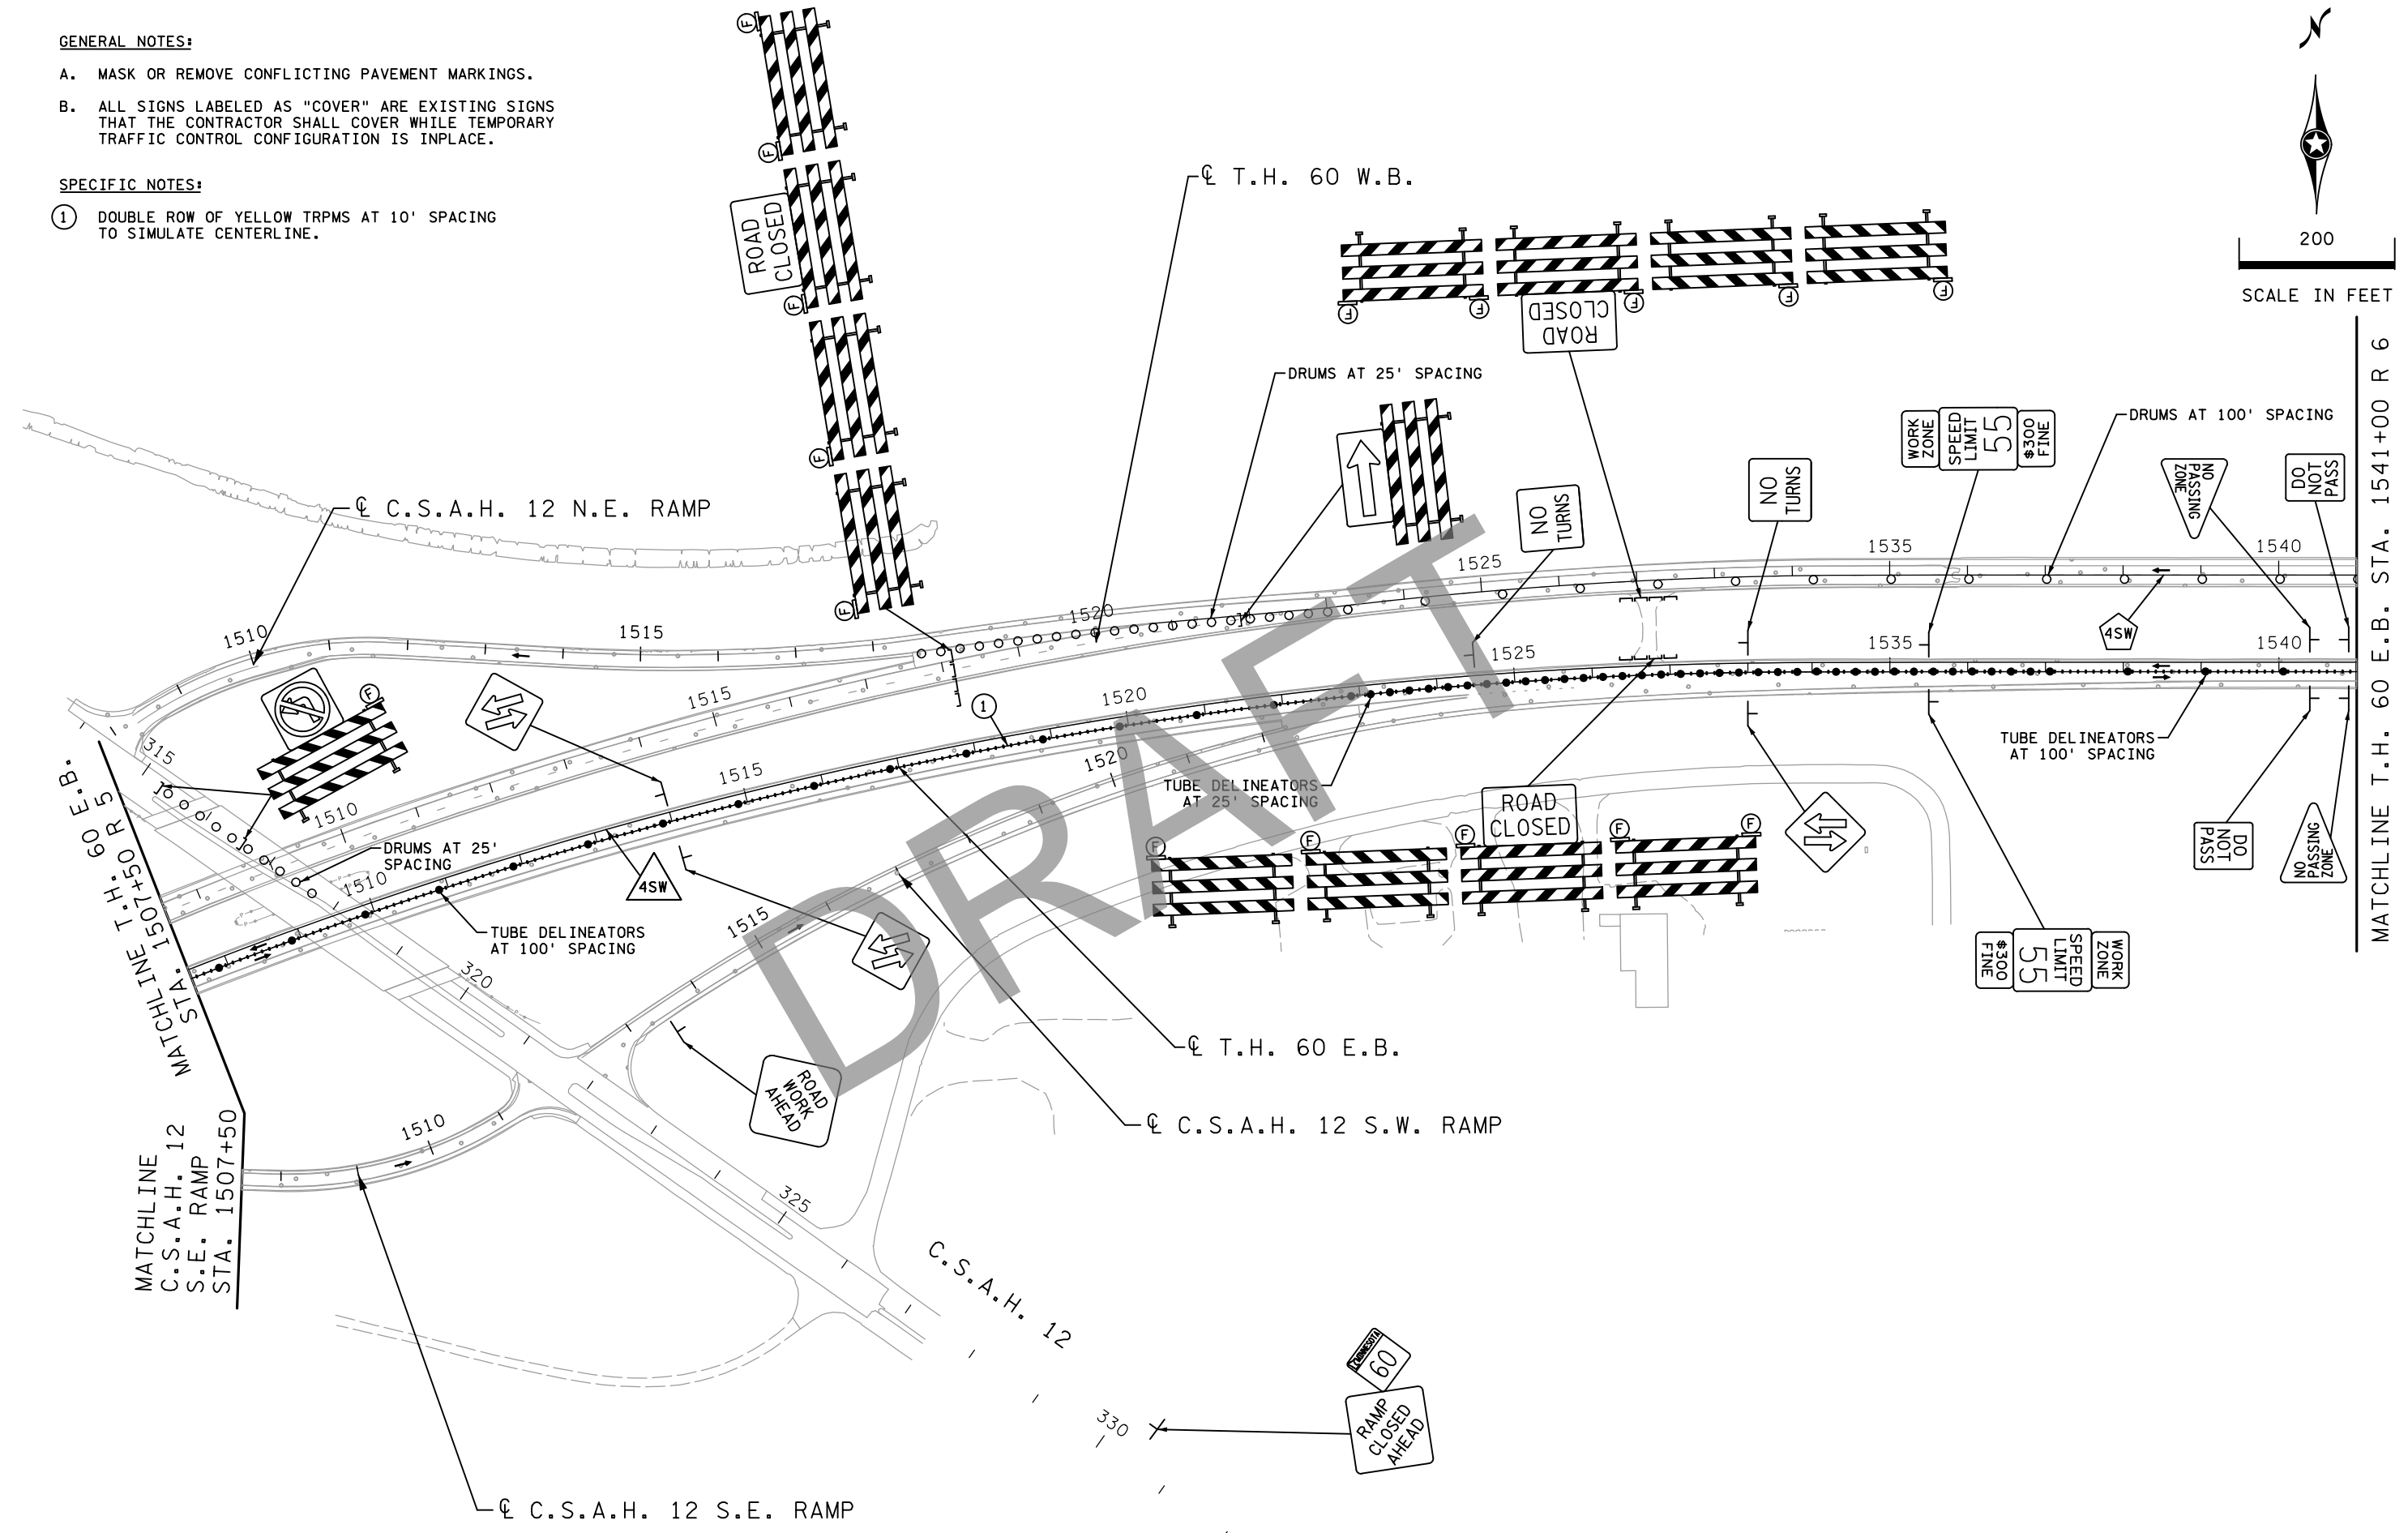 GENERAL NOTES:
A. MASK OR REMOVE CONFLICTING PAVEMENT MARKINGS.
B. ALL SIGNS LABELED AS "COVER" ARE EXISTING SIGNS
THAT THE CONTRACTOR SHALL COVER WHILE TEMPORARY
TRAFFIC CONTROL CONFIGURATION IS INPLACE.
SPECIFIC NOTES:
1 DOUBLE ROW OF YELLOW TRPMS AT 10' SPACING
TO SIMULATE CENTERLINE.
F
F
F
F
F
ROAD
CLOSED
℄ T.H. 60 W.B.
F
F
F
F
F
ROAD
CLOSED
N
200
SCALE IN FEET
DRUMS AT 25' SPACING
DRUMS AT 100' SPACING
WORK
ZONE
SPEED
LIMIT
55
$300
FINE
NO
TURNS
NO
TURNS
NO
PASSING
ZONE
DO
NOT
PASS
MATCHLINE T.H. 60 E.B. STA. 1541+00 R 6
℄ C.S.A.H. 12 N.E. RAMP
1510
1515
1520
1525
1535
1540
4SW
1510
1515
1525
1535
1540
F
315
1
1510
1515
1520
1520
1515
DRUMS AT 25'
SPACING
4SW
TUBE DELINEATORS
AT 100' SPACING
TUBE DELINEATORS
AT 25' SPACING
TUBE DELINEATORS
AT 100' SPACING
ROAD
CLOSED
F
F
F
F
F
DO
NOT
PASS
NO
PASSING
ZONE
WORK
ZONE
SPEED
LIMIT
55
$300
FINE
MATCHLINE T.H. 60 E.B.
STA. 1507+50 R 5
320
℄ T.H. 60 E.B.
ROAD
WORK
AHEAD
℄ C.S.A.H. 12 S.W. RAMP
MATCHLINE
C.S.A.H. 12
S.E. RAMP
STA. 1507+50
1510
325
C.S.A.H. 12
MINNESOTA
60
RAMP
CLOSED
AHEAD
330
℄ C.S.A.H. 12 S.E. RAMP
DRAFT